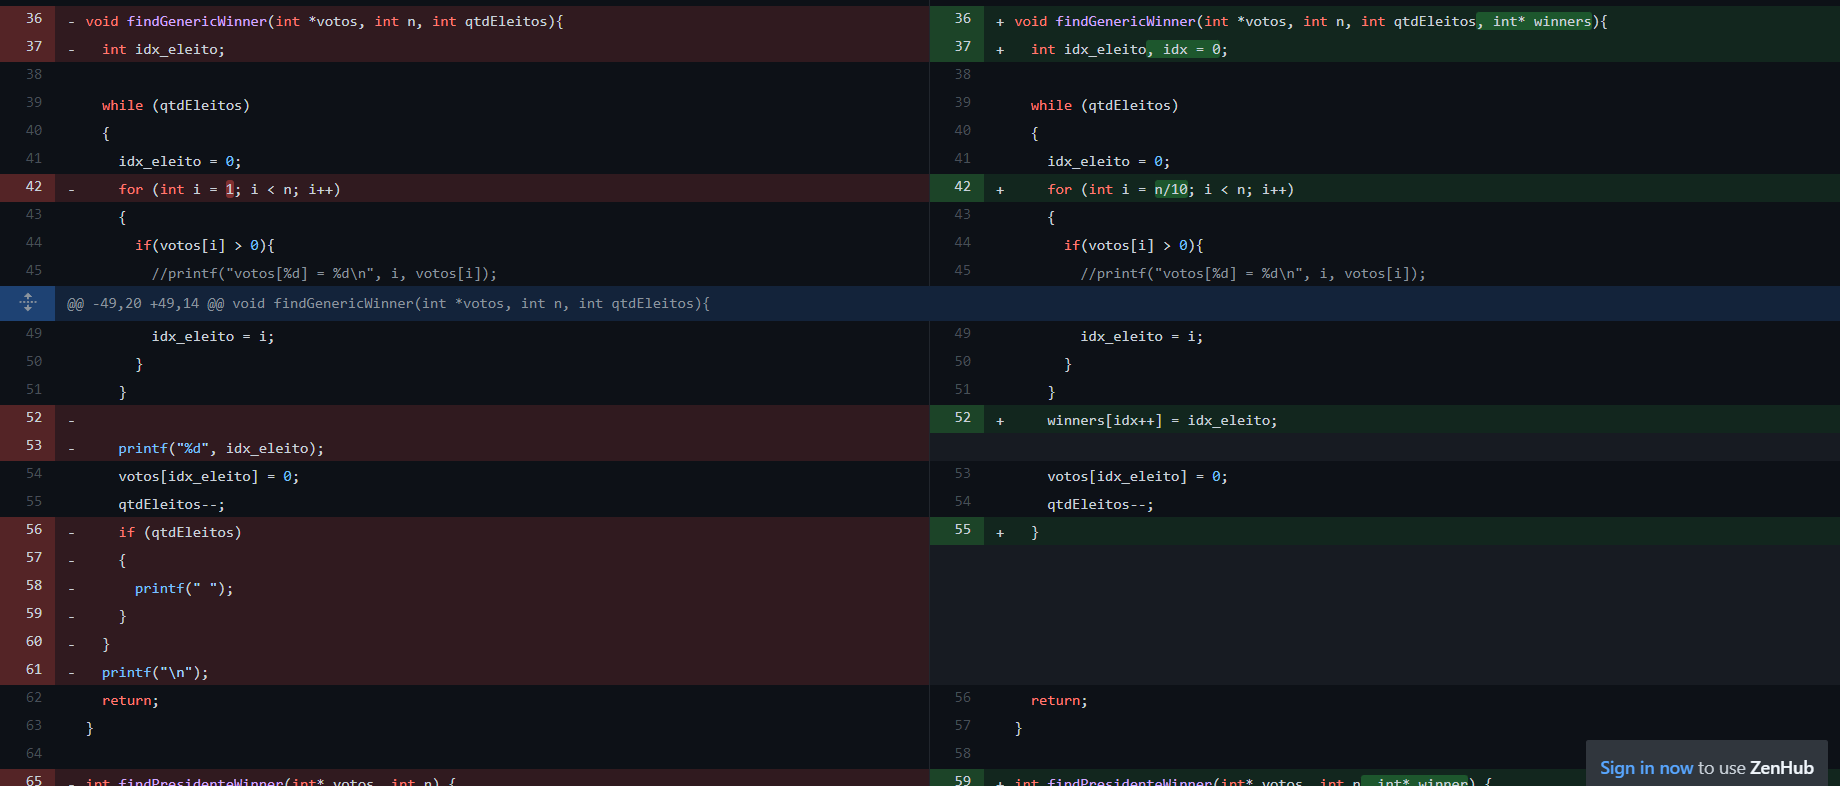 36 - void findGenericWinner(int *votos, int n, int qtdEleitos){
37 - int idx_eleito;
38
39 while (qtdEleitos)
40 {
41 idx_eleito = 0;
42 - for (int i = 1; i < n; i++)
43 {
44 if(votos[i] > 0){
45 //printf("votos[%d] = %d\n", i, votos[i]);
@@ -49,20 +49,14 @@ void findGenericWinner(int *votos, int n, int qtdEleitos){
49 idx_eleito = i;
50 }
51 }
52 -
53 - printf("%d", idx_eleito);
54 votos[idx_eleito] = 0;
55 qtdEleitos--;
56 - if (qtdEleitos)
57 - {
58 - printf(" ");
59 - }
60 - }
61 - printf("\n");
62 return;
63 }
64
65 - int findPresidenteWinner(int* votos, int n) {
36 + void findGenericWinner(int *votos, int n, int qtdEleitos, int* winners){
37 + int idx_eleito, idx = 0;
38
39 while (qtdEleitos)
40 {
41 idx_eleito = 0;
42 + for (int i = n/10; i < n; i++)
43 {
44 if(votos[i] > 0){
45 //printf("votos[%d] = %d\n", i, votos[i]);
49 idx_eleito = i;
50 }
51 }
52 + winners[idx++] = idx_eleito;
53 votos[idx_eleito] = 0;
54 qtdEleitos--;
55 + }
56 return;
57 }
58
59 + int findPresidenteWinner(int* votos, int n, int* winner) {
Sign in now to use ZenHub